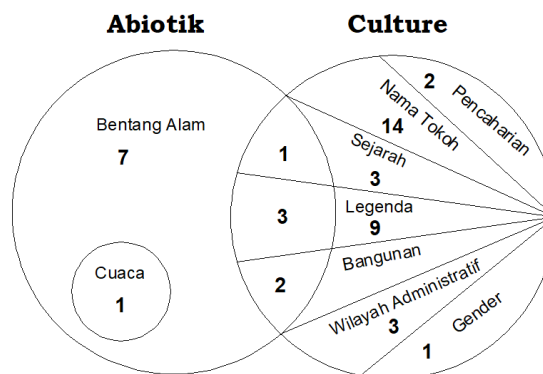 Abiotik
Culture
Bentang Alam
7
Cuaca
1
1
3
2
2
Pencaharian
Nama Tokoh
14
Sejarah
3
Legenda
9
Bangunan
Wilayah Administratif
3
Gender
1